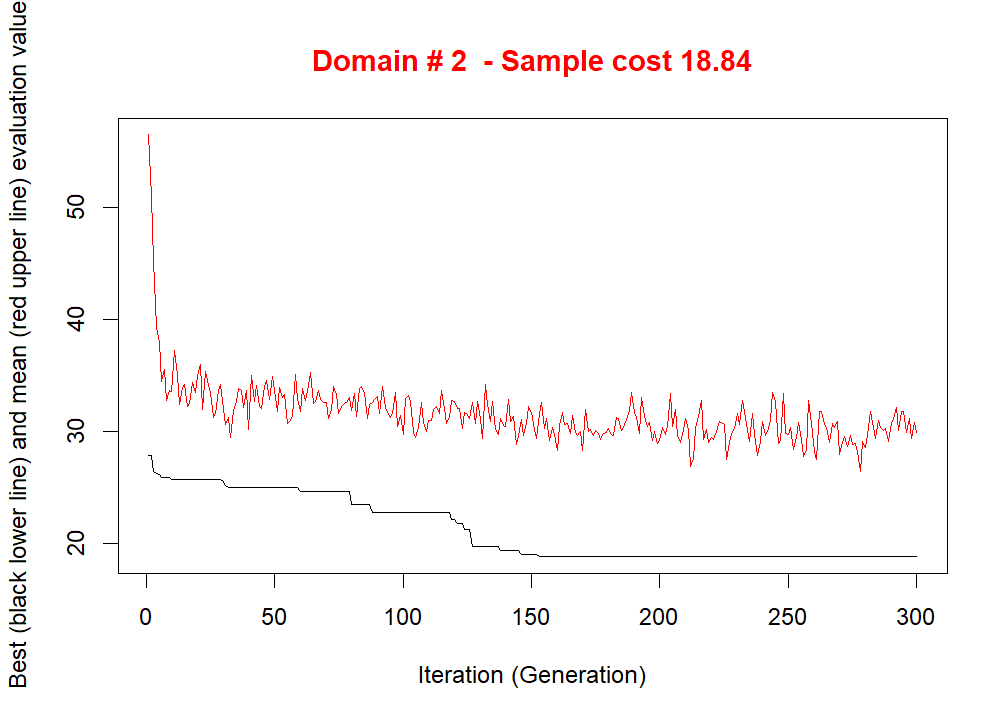 Domain # 2  - Sample cost 18.84
Best (black lower line) and mean (red upper line) evaluation value
50
40
30
20
0 50 100 150 200 250 300
Iteration (Generation)